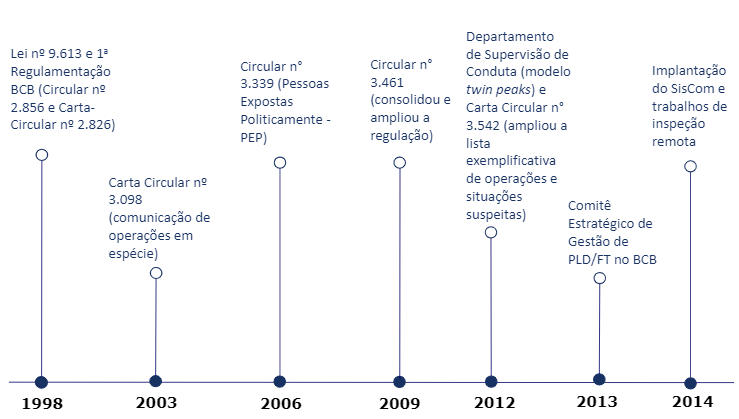 Lei nº 9.613 e 1ª
Regulamentação
BCB (Circular nº
2.856 e Carta-
Circular nº 2.826)
Carta Circular nº
3.098
(comunicação de
operações em
espécie)
Circular n°
3.339 (Pessoas
Expostas
Politicamente -
PEP)
Circular n°
3.461
(consolidou e
ampliou a
regulação)
Departamento
de Supervisão de
Conduta (modelo
twin peaks) e
Carta Circular n°
3.542 (ampliou a
lista
exemplificativa
de operações e
situações
suspeitas)
Comitê
Estratégico de
Gestão de
PLD/FT no BCB
Implantação
do SisCom e
trabalhos de
inspeção
remota
1998 2003 2006 2009 2012 2013 2014